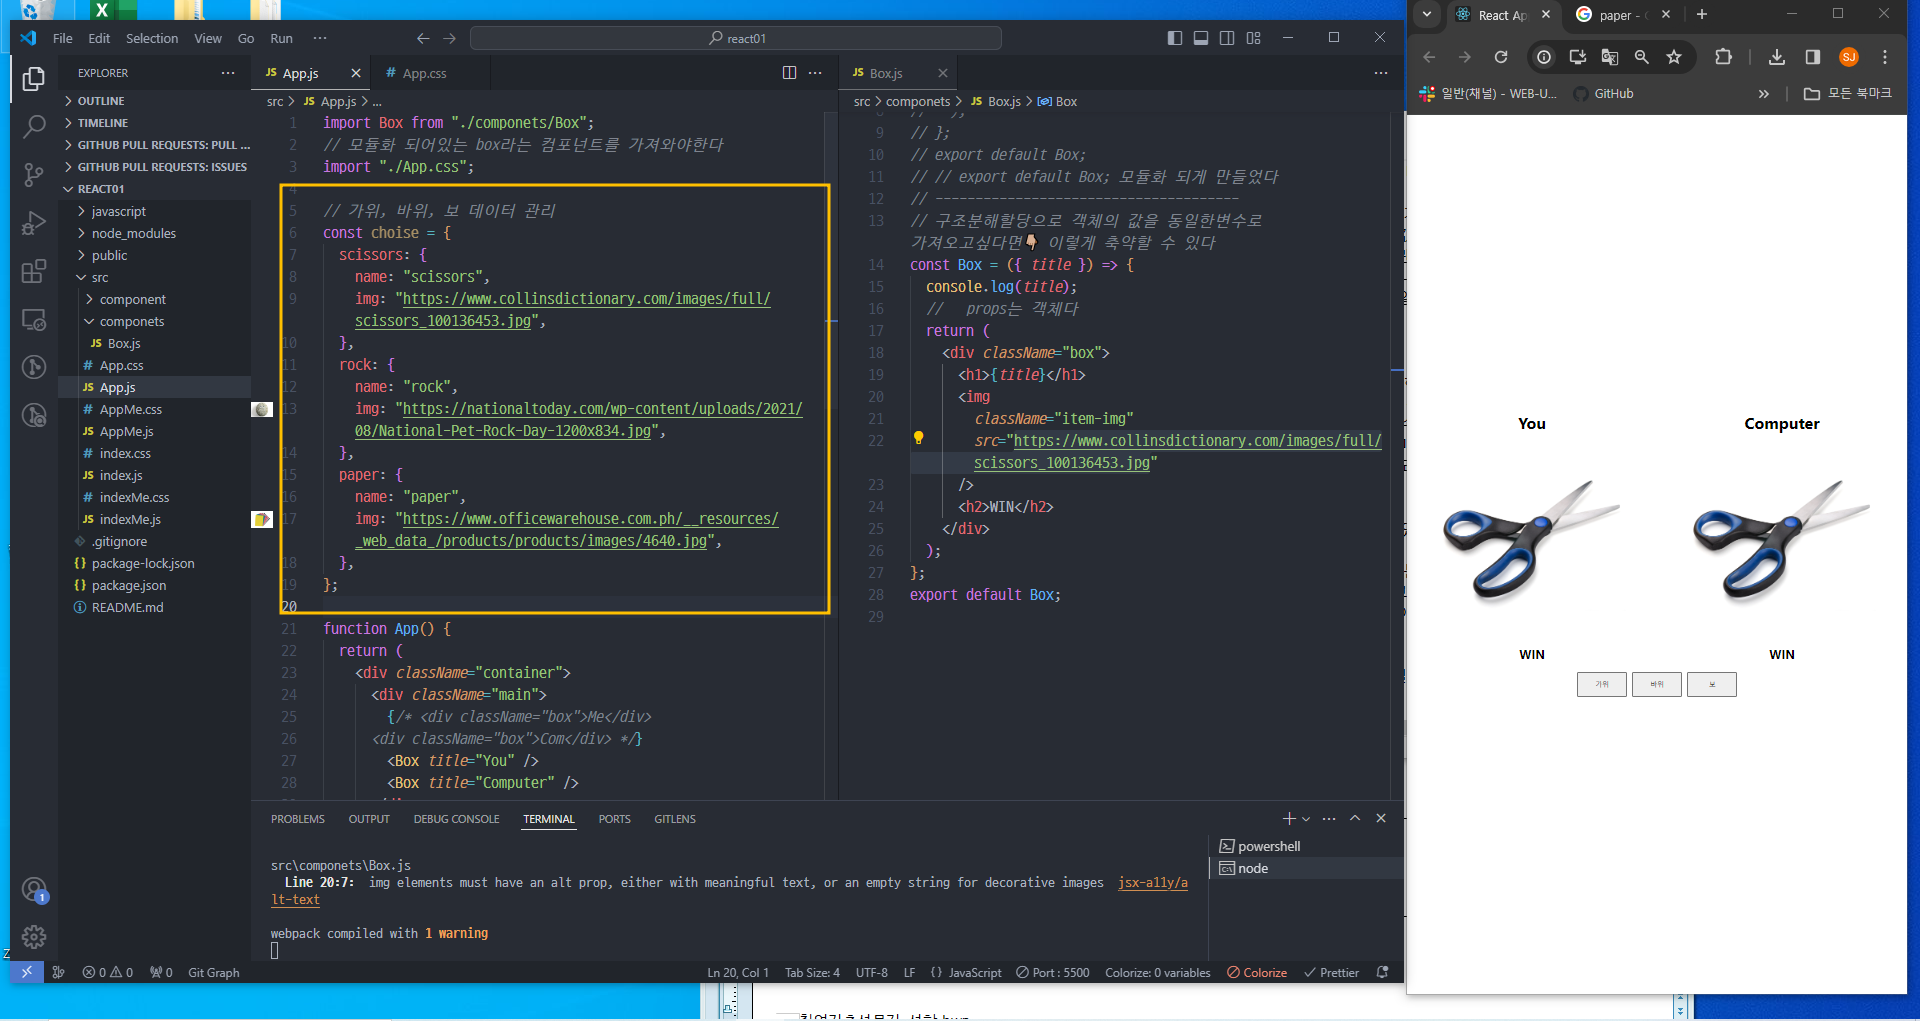 File Edit Selection View Go Run ···
react01
EXPLORER
OUTLINE
TIMELINE
GITHUB PULL REQUESTS: PULL ...
GITHUB PULL REQUESTS: ISSUES
REACT01
javascript
node_modules
public
src
component
componets
JS Box.js
# App.css
JS App.js
# AppMe.css
JS AppMe.js
# index.css
JS index.js
# indexMe.css
JS indexMe.js
.gitignore
{} package-lock.json
{} package.json
README.md
JS App.js
# App.css
src > JS App.js > ...
1 import Box from "./componets/Box";
2 // 모듈화 되어있는 box라는 컴포넌트를 가져와야한다
3 import "./App.css";
4
5 // 가위, 바위, 보 데이터 관리
6 const choise = {
7 scissors: {
8 name: "scissors",
9 img: "https://www.collinsdictionary.com/images/full/
scissors_100136453.jpg",
10 },
11 rock: {
12 name: "rock",
13 img: "https://nationaltoday.com/wp-content/uploads/2021/
08/National-Pet-Rock-Day-1200x834.jpg",
14 },
15 paper: {
16 name: "paper",
17 img: "https://www.officewarehouse.com.ph/__resources/
_web_data_/products/products/images/4640.jpg",
18 },
19 };
20
21 function App() {
22 return (
23 <div className="container">
24 <div className="main">
25 {/* <div className="box">Me</div>
26 <div className="box">Com</div> */}
27 <Box title="You" />
28 <Box title="Computer" />
JS Box.js
src > componets > JS Box.js > Box
9 // };
10 // export default Box;
11 // // export default Box; 모듈화 되게 만들었다
12 // --------------------------------------
13 // 구조분해할당으로 객체의 값을 동일한변수로
가져오고싶다면👇🏽 이렇게 축약할 수 있다
14 const Box = ({ title }) => {
15 console.log(title);
16 // props는 객체다
17 return (
18 <div className="box">
19 <h1>{title}</h1>
20 <img
21 className="item-img"
22 src="https://www.collinsdictionary.com/images/full/
scissors_100136453.jpg"
23 />
24 <h2>WIN</h2>
25 </div>
26 );
27 };
28 export default Box;
29
PROBLEMS OUTPUT DEBUG CONSOLE TERMINAL PORTS GITLENS
src\componets\Box.js
Line 20:7: img elements must have an alt prop, either with meaningful text, or an empty string for decorative images jsx-a11y/a
lt-text
webpack compiled with 1 warning
powershell
node
1
0 0 0 Git Graph
Ln 20, Col 1 Tab Size: 4 UTF-8 LF {} JavaScript Port : 5500 Colorize: 0 variables Colorize Prettier
React Ap
paper -
SJ
일반(채널) - WEB-U...
GitHub
모든 북마크
You
Computer
WIN
WIN
가위
바위
보